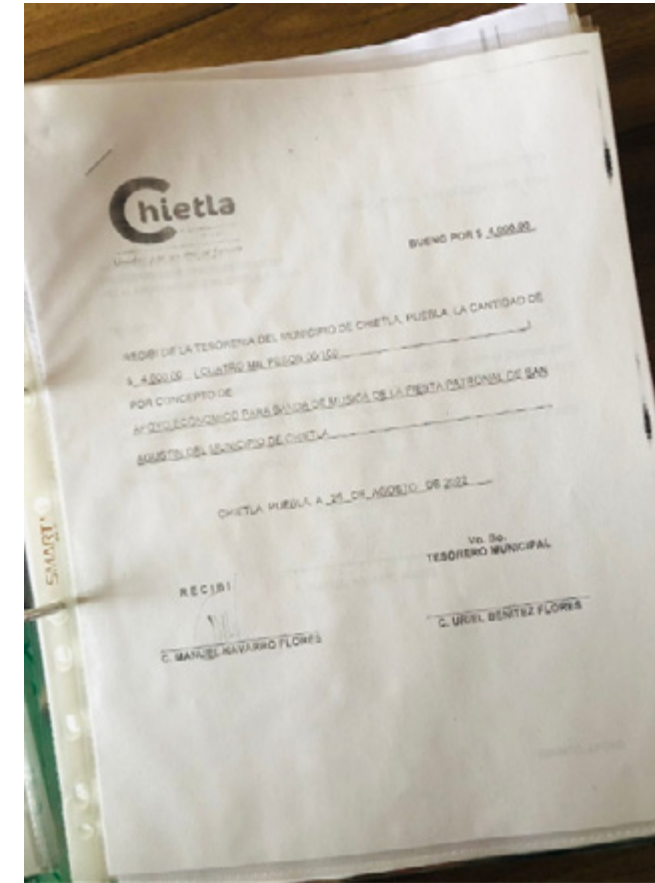 Chietla
BUENO POR $ 4,000.00
RECIBI DE LA TESORERIA DEL MUNICIPIO DE CHIETLA, PUEBLA, LA CANTIDAD DE
$ 4,000.00 ( CUATRO MIL PESOS 00/100 )
POR CONCEPTO DE:
APOYO ECONOMICO PARA BANDA DE MUSICA DE LA FIESTA PATRONAL DE SAN
AGUSTIN DEL MUNICIPIO DE CHIETLA
CHIETLA, PUEBLA, A DE AGOSTO DE 2022
Vo. Bo.
TESORERO MUNICIPAL
RECIBI
C. MANUEL NAVARRO FLORES
C. URIEL BENITEZ FLORES
SMART